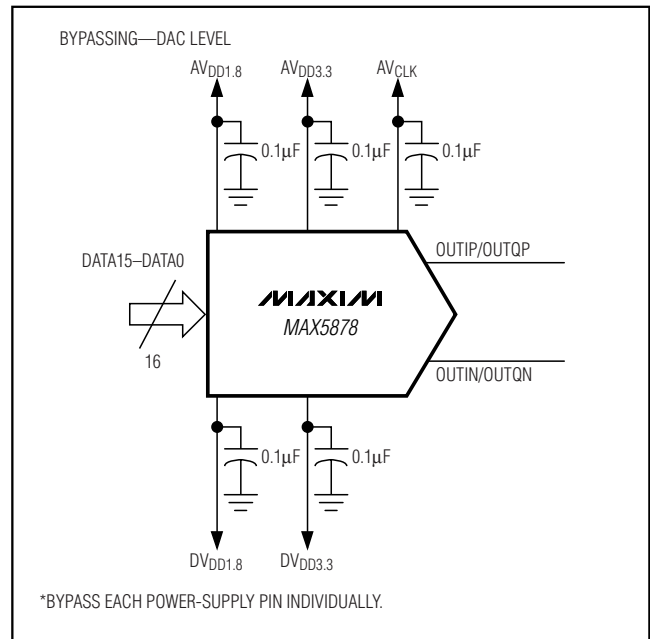 BYPASSING—DAC LEVEL
AVDD1.8 AVDD3.3 AVCLK
0.1µF 0.1µF 0.1µF
OUTIP/OUTQP
DATA15–DATA0
MAXIM
MAX5878
16
OUTIN/OUTQN
0.1µF 0.1µF
DVDD1.8 DVDD3.3
*BYPASS EACH POWER-SUPPLY PIN INDIVIDUALLY.